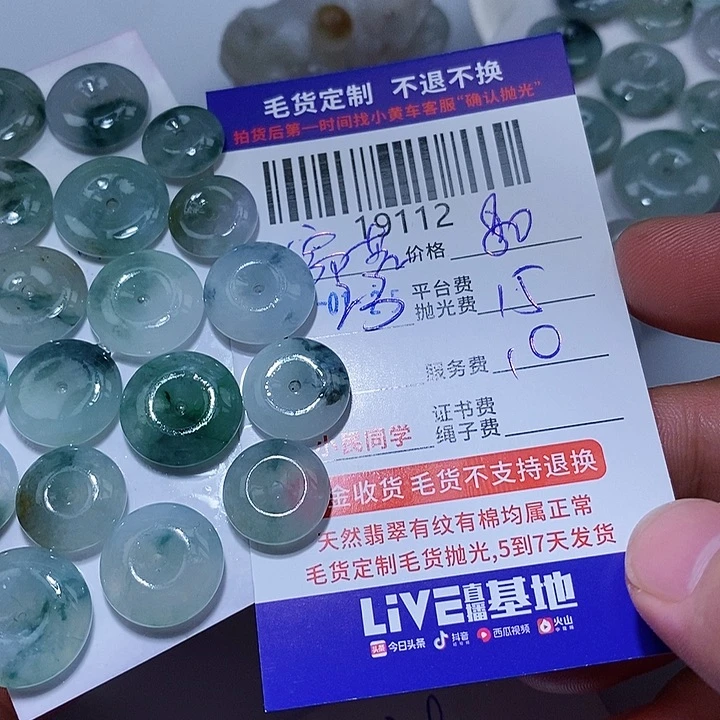 毛货定制 不退不换
拍货后第一时间找小黄车客服“确认抛光”
19112
价格 80
平台费
抛光费 15
服务费 10
证书费
绳子费
小民同学
金收货 毛货不支持退换
天然翡翠有纹有棉均属正常
毛货定制毛货抛光,5到7天发货
LiVE直播基地
头条 今日头条 抖音 西瓜视频 火山